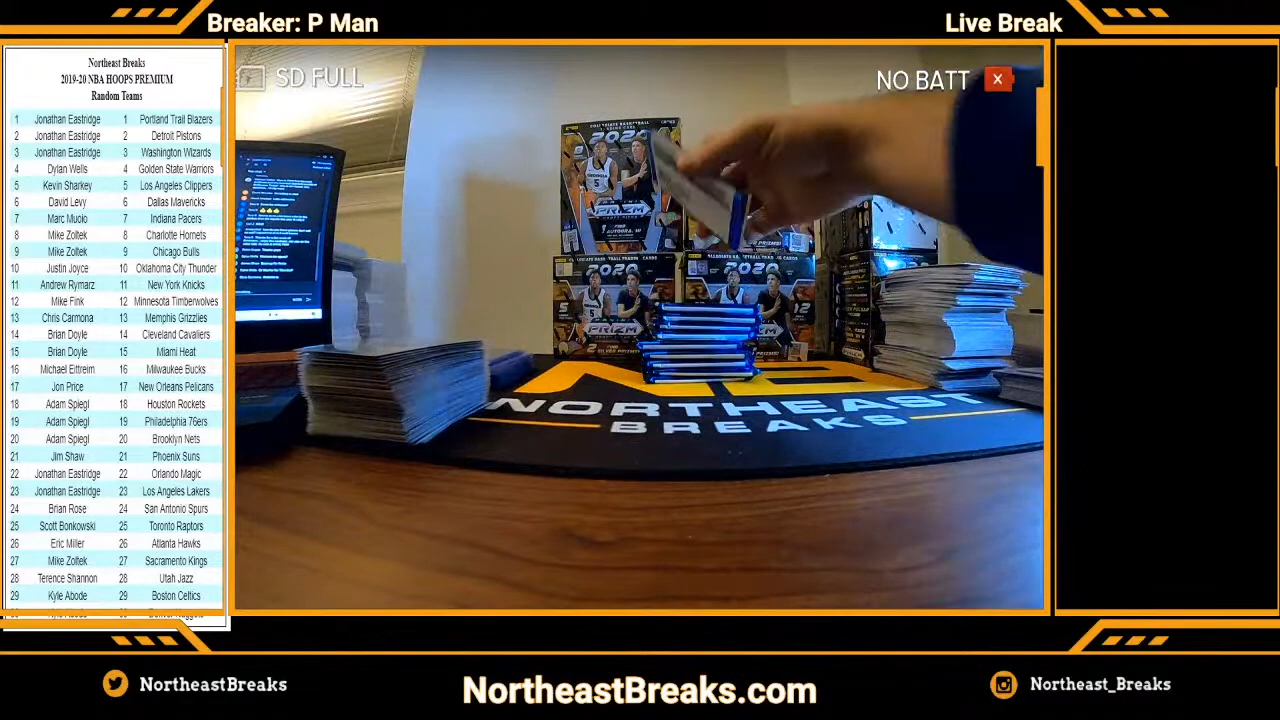 Breaker: P Man
Live Break
Northeast Breaks
2019-20 NBA HOOPS PREMIUM
Random Teams
1 Jonathan Eastridge 1 Portland Trail Blazers
2 Jonathan Eastridge 2 Detroit Pistons
3 Jonathan Eastridge 3 Washington Wizards
4 Dylan Wells 4 Golden State Warriors
5 Kevin Sharkey 5 Los Angeles Clippers
6 David Levy 6 Dallas Mavericks
7 Marc Muoio 7 Indiana Pacers
8 Mike Zoltek 8 Charlotte Hornets
9 Mike Zoltek 9 Chicago Bulls
10 Justin Joyce 10 Oklahoma City Thunder
11 Andrew Rymarz 11 New York Knicks
12 Mike Fink 12 Minnesota Timberwolves
13 Chris Carmona 13 Memphis Grizzlies
14 Brian Doyle 14 Cleveland Cavaliers
15 Brian Doyle 15 Miami Heat
16 Michael Eittreim 16 Milwaukee Bucks
17 Jon Price 17 New Orleans Pelicans
18 Adam Spiegl 18 Houston Rockets
19 Adam Spiegl 19 Philadelphia 76ers
20 Adam Spiegl 20 Brooklyn Nets
21 Jim Shaw 21 Phoenix Suns
22 Jonathan Eastridge 22 Orlando Magic
23 Jonathan Eastridge 23 Los Angeles Lakers
24 Brian Rose 24 San Antonio Spurs
25 Scott Bonkowski 25 Toronto Raptors
26 Eric Miller 26 Atlanta Hawks
27 Mike Zoltek 27 Sacramento Kings
28 Terence Shannon 28 Utah Jazz
29 Kyle Abode 29 Boston Celtics
SD FULL
NO BATT
2020
GEORGIA
5
PRIZM
2020
2020
5
12
PRIZM
PRIZM
NE
NORTHEAST
BREAKS
NortheastBreaks
NortheastBreaks.com
Northeast_Breaks